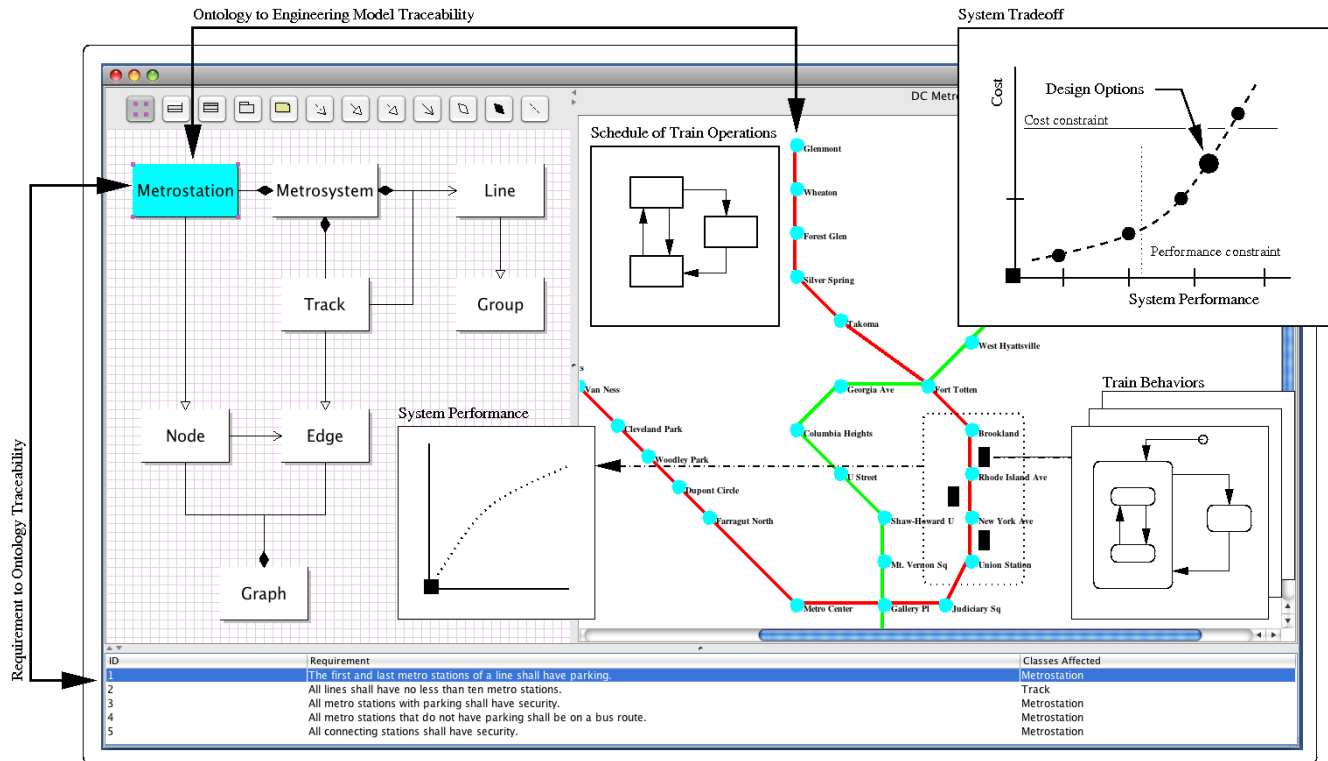 Ontology to Engineering Model Traceability
System Tradeoff
DC Metro
Cost
Design Options
Cost constraint
Performance constraint
System Performance
Schedule of Train Operations
Metrostation
Metrosystem
Line
Track
Group
Node
Edge
Graph
System Performance
Glenmont
Wheaton
Forest Glen
Silver Spring
Takoma
West Hyattsville
Georgia Ave
Fort Totten
s
Van Ness
Cleveland Park
Woodley Park
Dupont Circle
Farragut North
Columbia Heights
U Street
Shaw-Howard U
Mt. Vernon Sq
Metro Center
Gallery Pl
Judiciary Sq
Brookland
Rhode Island Ave
New York Ave
Union Station
Train Behaviors
Requirement to Ontology Traceability
ID Requirement Classes Affected
1 The first and last metro stations of a line shall have parking. Metrostation
2 All lines shall have no less than ten metro stations. Track
3 All metro stations with parking shall have security. Metrostation
4 All metro stations that do not have parking shall be on a bus route. Metrostation
5 All connecting stations shall have security. Metrostation